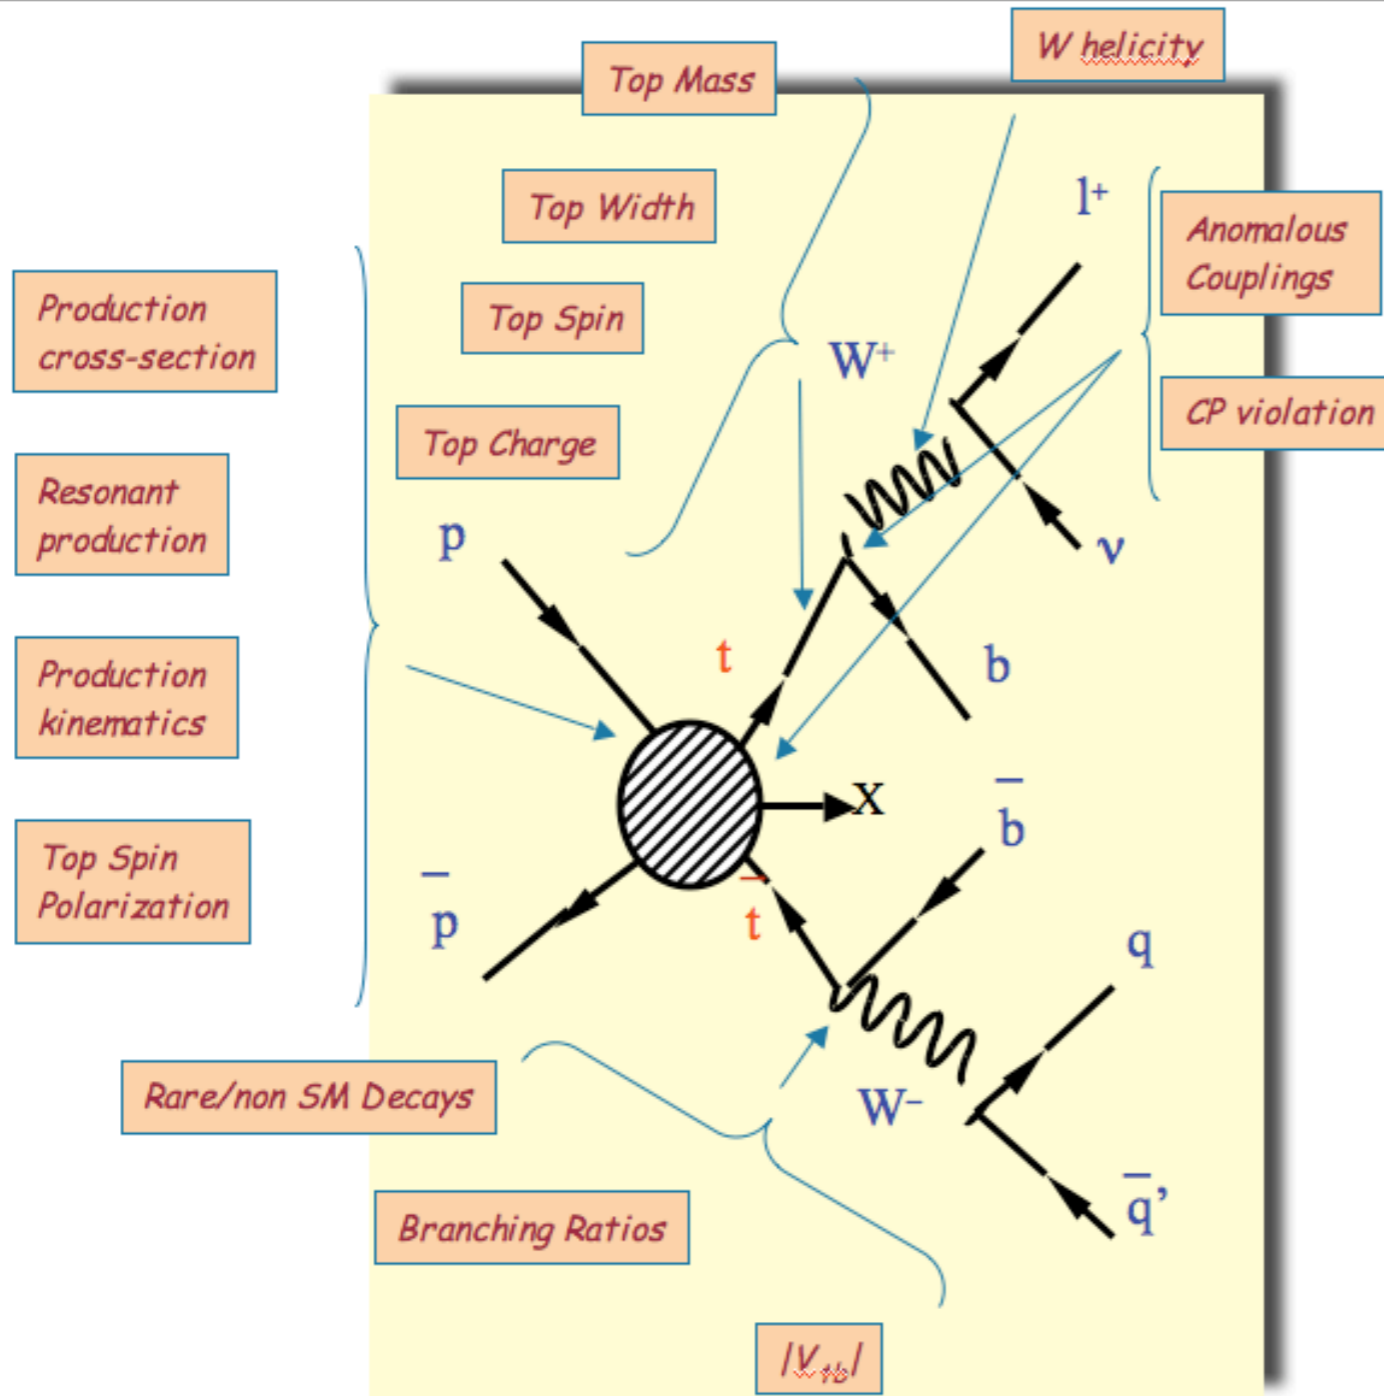 W helicity
Top Mass
l⁺
Top Width
Anomalous
Couplings
Production
cross-section
Top Spin
W⁺
CP violation
Top Charge
Resonant
production
p
ν
t
b
Production
kinematics
X
b̅
Top Spin
Polarization
p̅
t̅
q
Rare/non SM Decays
W⁻
q̅’
Branching Ratios
|V_tb|